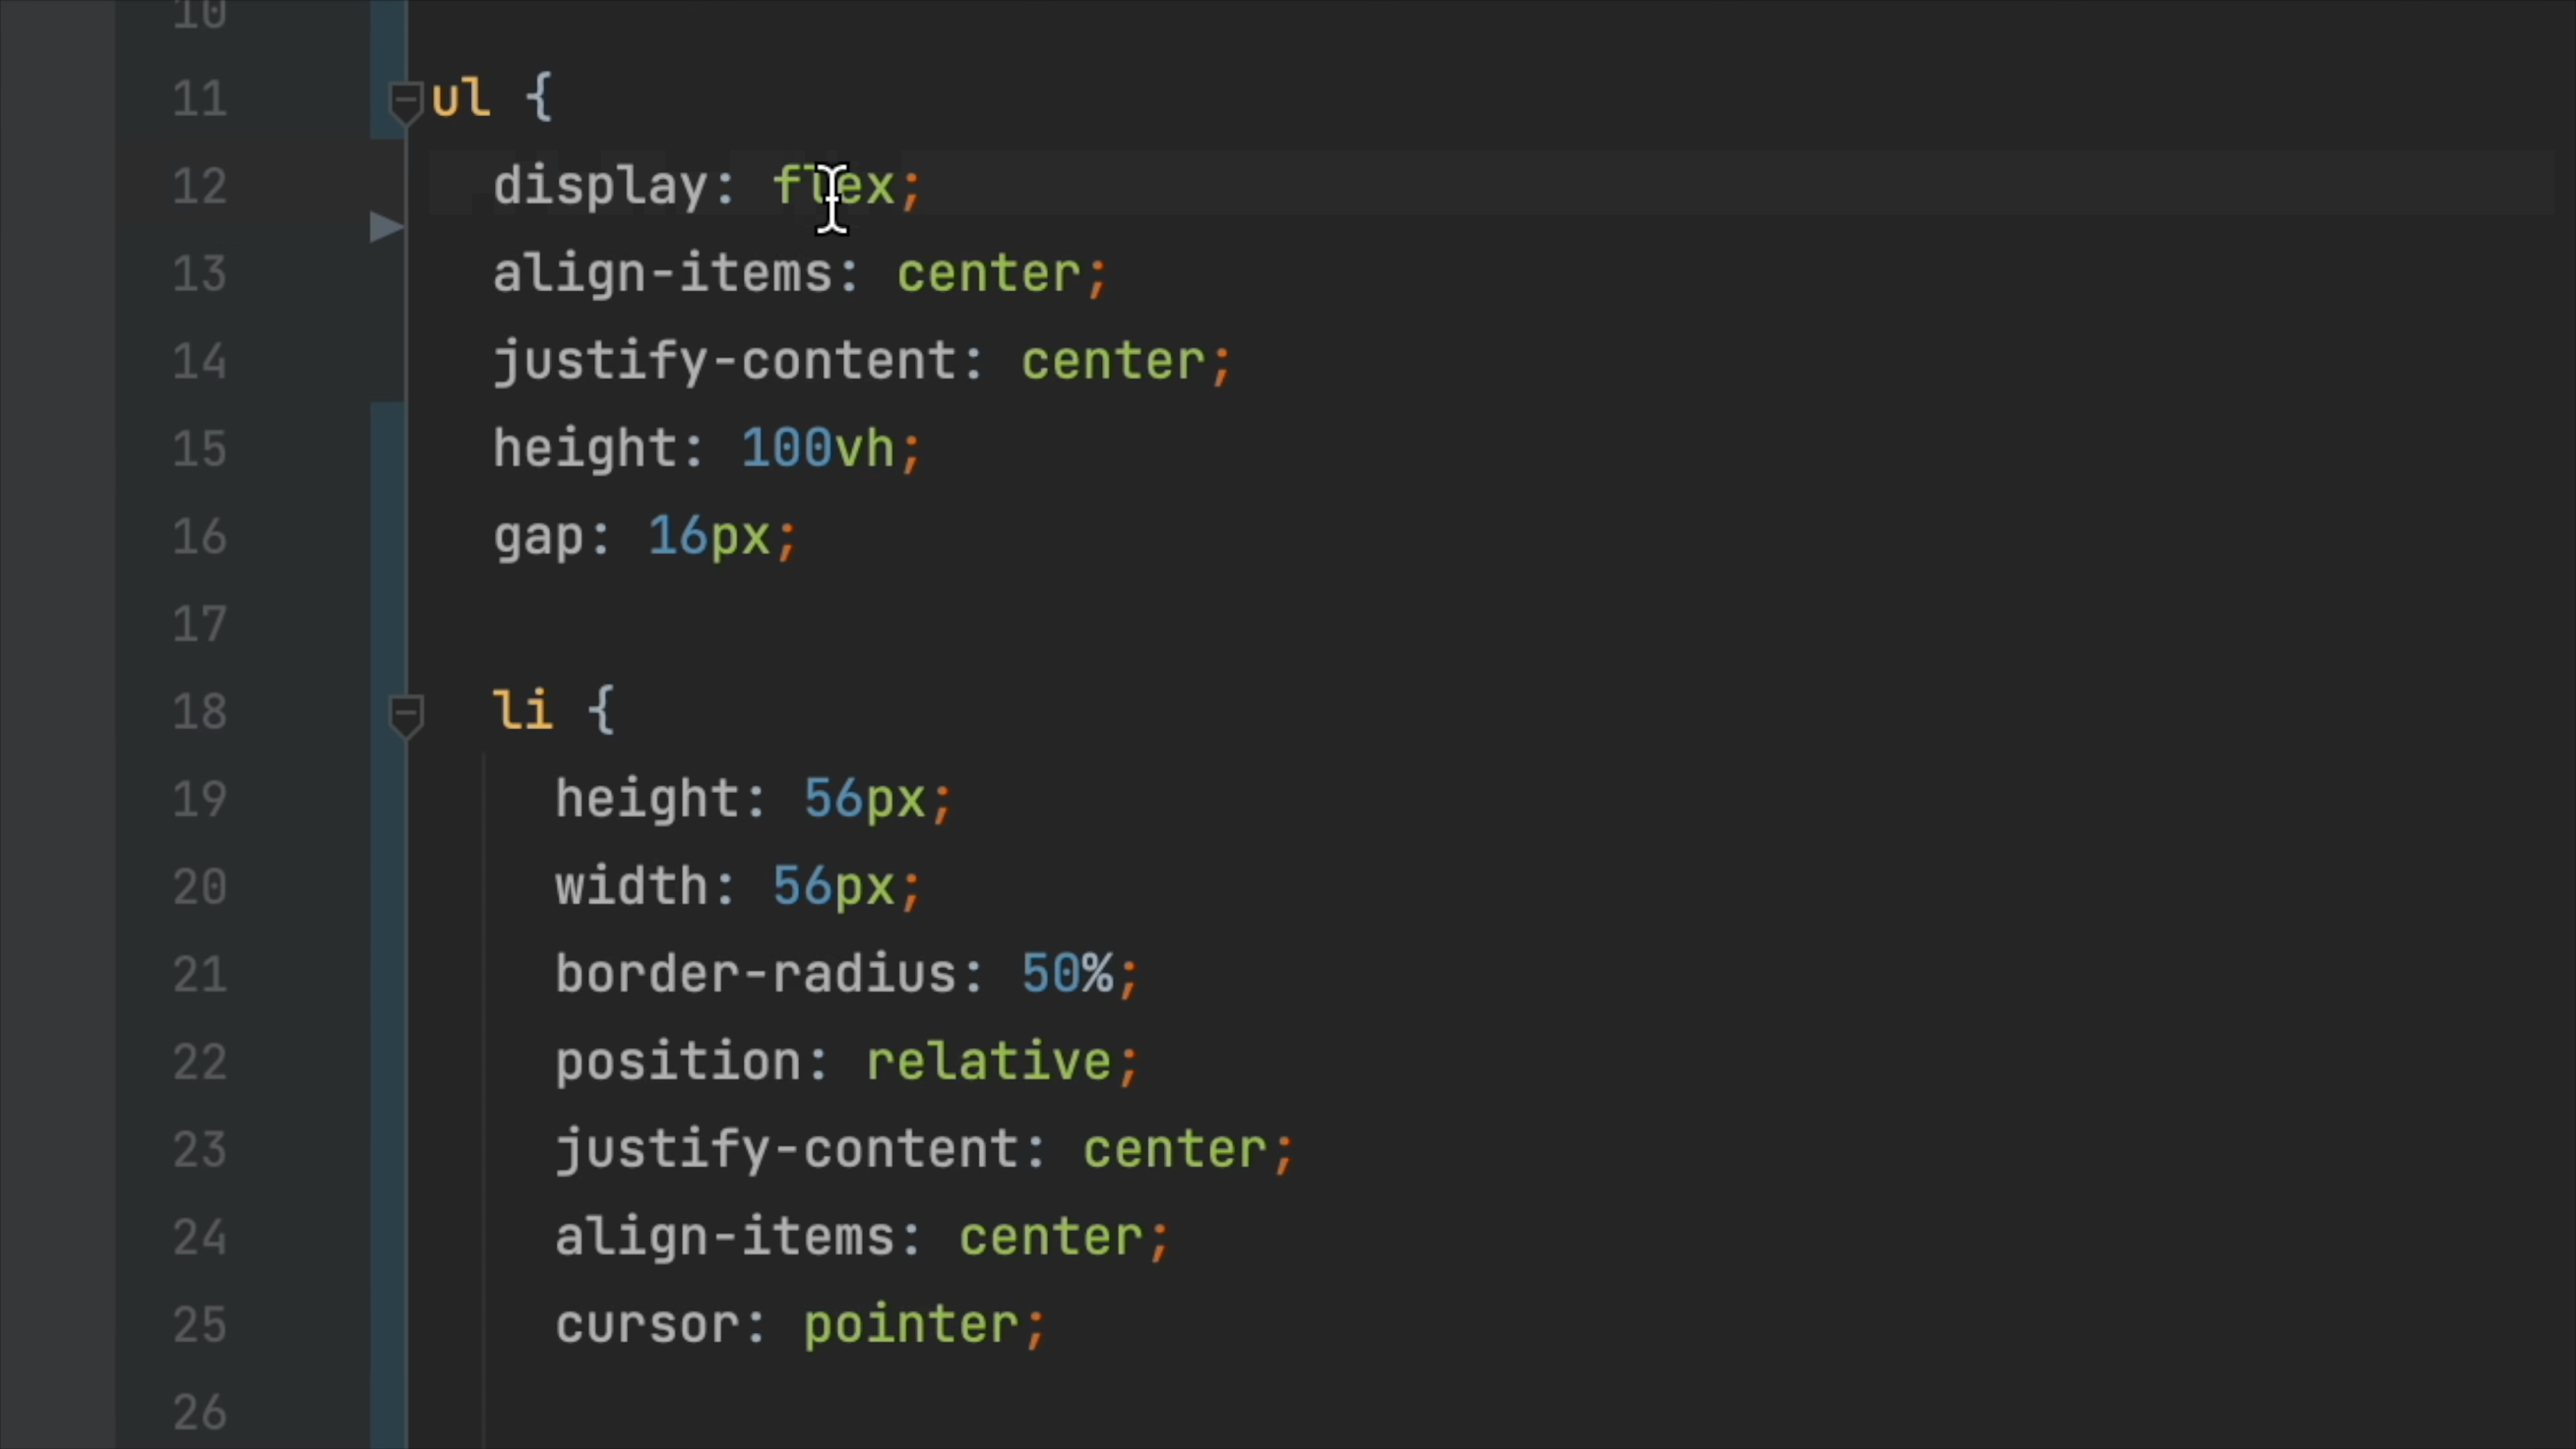 10
11 ul {
12 display: flex;
13 align-items: center;
14 justify-content: center;
15 height: 100vh;
16 gap: 16px;
17
18 li {
19 height: 56px;
20 width: 56px;
21 border-radius: 50%;
22 position: relative;
23 justify-content: center;
24 align-items: center;
25 cursor: pointer;
26